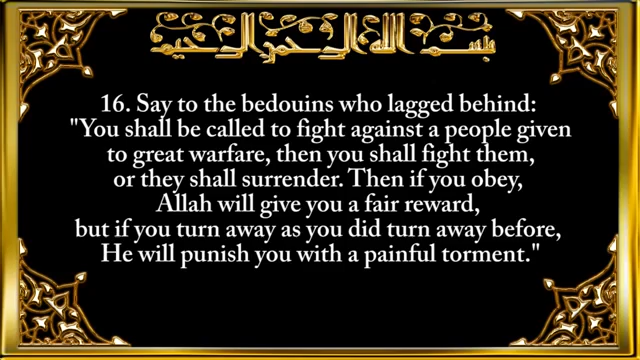 بسم الله الرحمن الرحيم
16. Say to the bedouins who lagged behind:
"You shall be called to fight against a people given
to great warfare, then you shall fight them,
or they shall surrender. Then if you obey,
Allah will give you a fair reward,
but if you turn away as you did turn away before,
He will punish you with a painful torment."